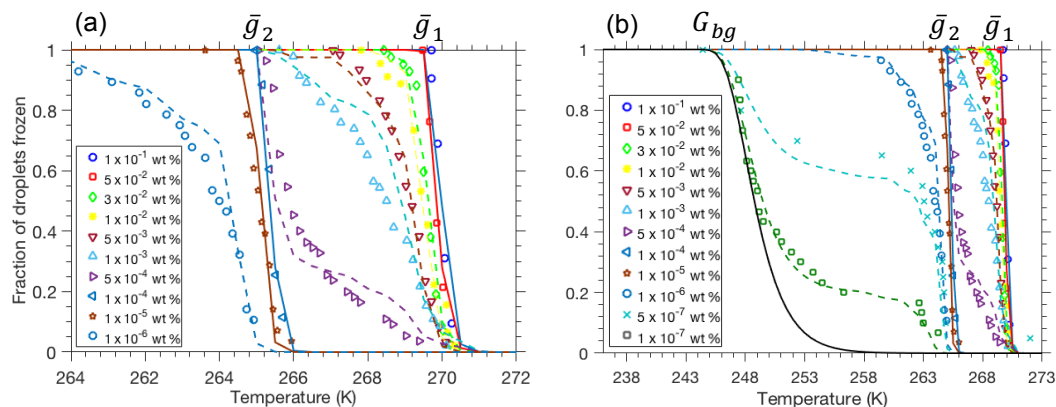 (a)
ḡ₂
ḡ₁
Fraction of droplets frozen
1
0.8
0.6
0.4
0.2
0
1 x 10⁻¹ wt %
5 x 10⁻² wt %
3 x 10⁻² wt %
1 x 10⁻² wt %
5 x 10⁻³ wt %
1 x 10⁻³ wt %
5 x 10⁻⁴ wt %
1 x 10⁻⁴ wt %
1 x 10⁻⁵ wt %
1 x 10⁻⁶ wt %
264 262 264 266 268 270 272
Temperature (K)
(b)
G_bg
ḡ₂
ḡ₁
1
0.8
0.6
0.4
0.2
0
1 x 10⁻¹ wt %
5 x 10⁻² wt %
3 x 10⁻² wt %
1 x 10⁻² wt %
5 x 10⁻³ wt %
1 x 10⁻³ wt %
5 x 10⁻⁴ wt %
1 x 10⁻⁴ wt %
1 x 10⁻⁵ wt %
1 x 10⁻⁶ wt %
5 x 10⁻⁷ wt %
1 x 10⁻⁷ wt %
238 243 248 253 258 263 265 270 273
Temperature (K)